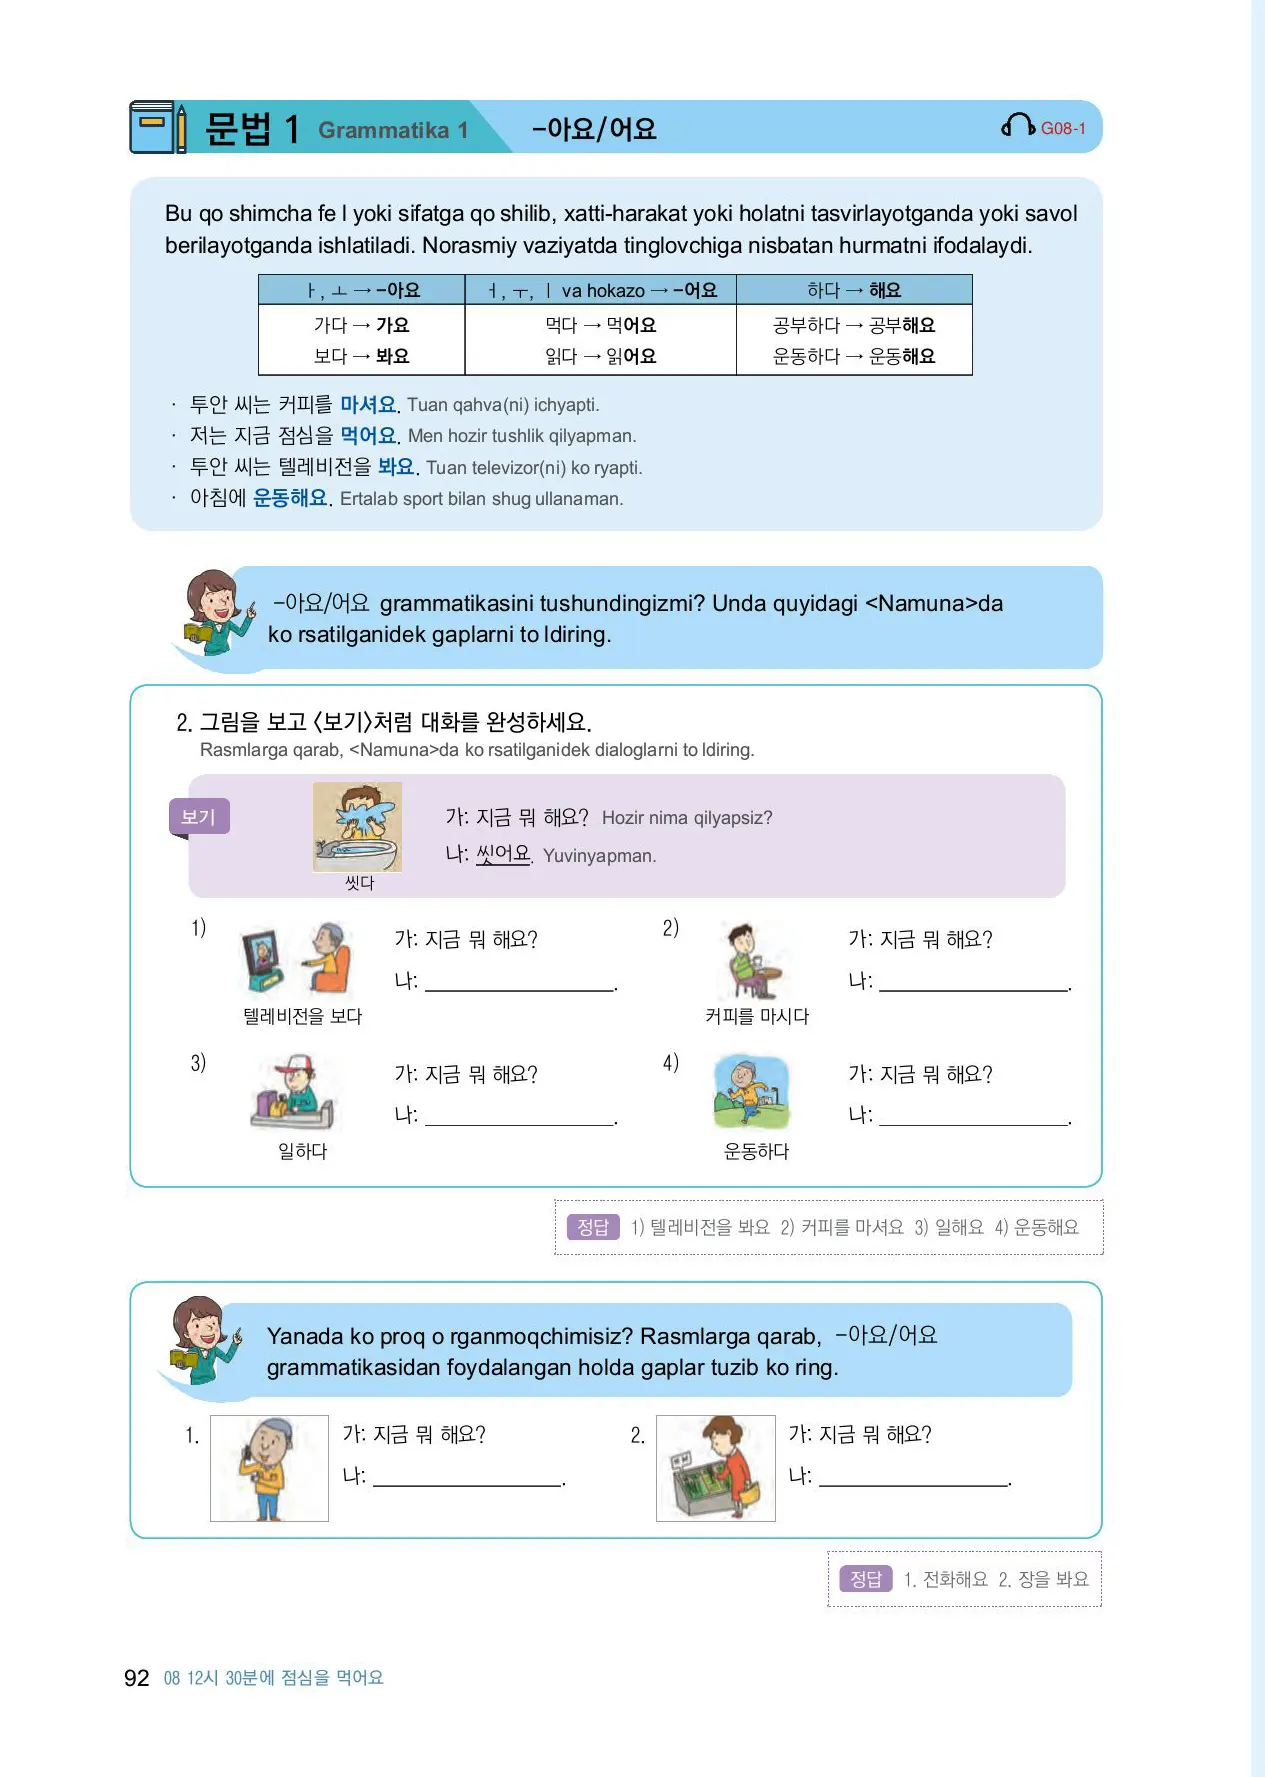 문법 1 Grammatika 1 -아요/어요 G08-1
Bu qo shimcha fe l yoki sifatga qo shilib, xatti-harakat yoki holatni tasvirlayotganda yoki savol
berilayotganda ishlatiladi. Norasmiy vaziyatda tinglovchiga nisbatan hurmatni ifodalaydi.
ㅏ, ㅗ → -아요 ㅓ, ㅜ, ㅣ va hokazo → -어요 하다 → 해요
가다 → 가요 먹다 → 먹어요 공부하다 → 공부해요
보다 → 봐요 읽다 → 읽어요 운동하다 → 운동해요
· 투안 씨는 커피를 마셔요. Tuan qahva(ni) ichyapti.
· 저는 지금 점심을 먹어요. Men hozir tushlik qilyapman.
· 투안 씨는 텔레비전을 봐요. Tuan televizor(ni) ko ryapti.
· 아침에 운동해요. Ertalab sport bilan shug ullanaman.
-아요/어요 grammatikasini tushundingizmi? Unda quyidagi <Namuna>da
ko rsatilganidek gaplarni to ldiring.
2. 그림을 보고 〈보기〉처럼 대화를 완성하세요.
Rasmlarga qarab, <Namuna>da ko rsatilganidek dialoglarni to ldiring.
보기
가: 지금 뭐 해요? Hozir nima qilyapsiz?
나: 씻어요. Yuvinyapman.
씻다
1) 가: 지금 뭐 해요?
나: ________________.
텔레비전을 보다
2) 가: 지금 뭐 해요?
나: ________________.
커피를 마시다
3) 가: 지금 뭐 해요?
나: ________________.
일하다
4) 가: 지금 뭐 해요?
나: ________________.
운동하다
정답 1) 텔레비전을 봐요 2) 커피를 마셔요 3) 일해요 4) 운동해요
Yanada ko proq o rganmoqchimisiz? Rasmlarga qarab, -아요/어요
grammatikasidan foydalangan holda gaplar tuzib ko ring.
1. 가: 지금 뭐 해요?
나: ________________.
2. 가: 지금 뭐 해요?
나: ________________.
정답 1. 전화해요 2. 장을 봐요
92 08 12시 30분에 점심을 먹어요